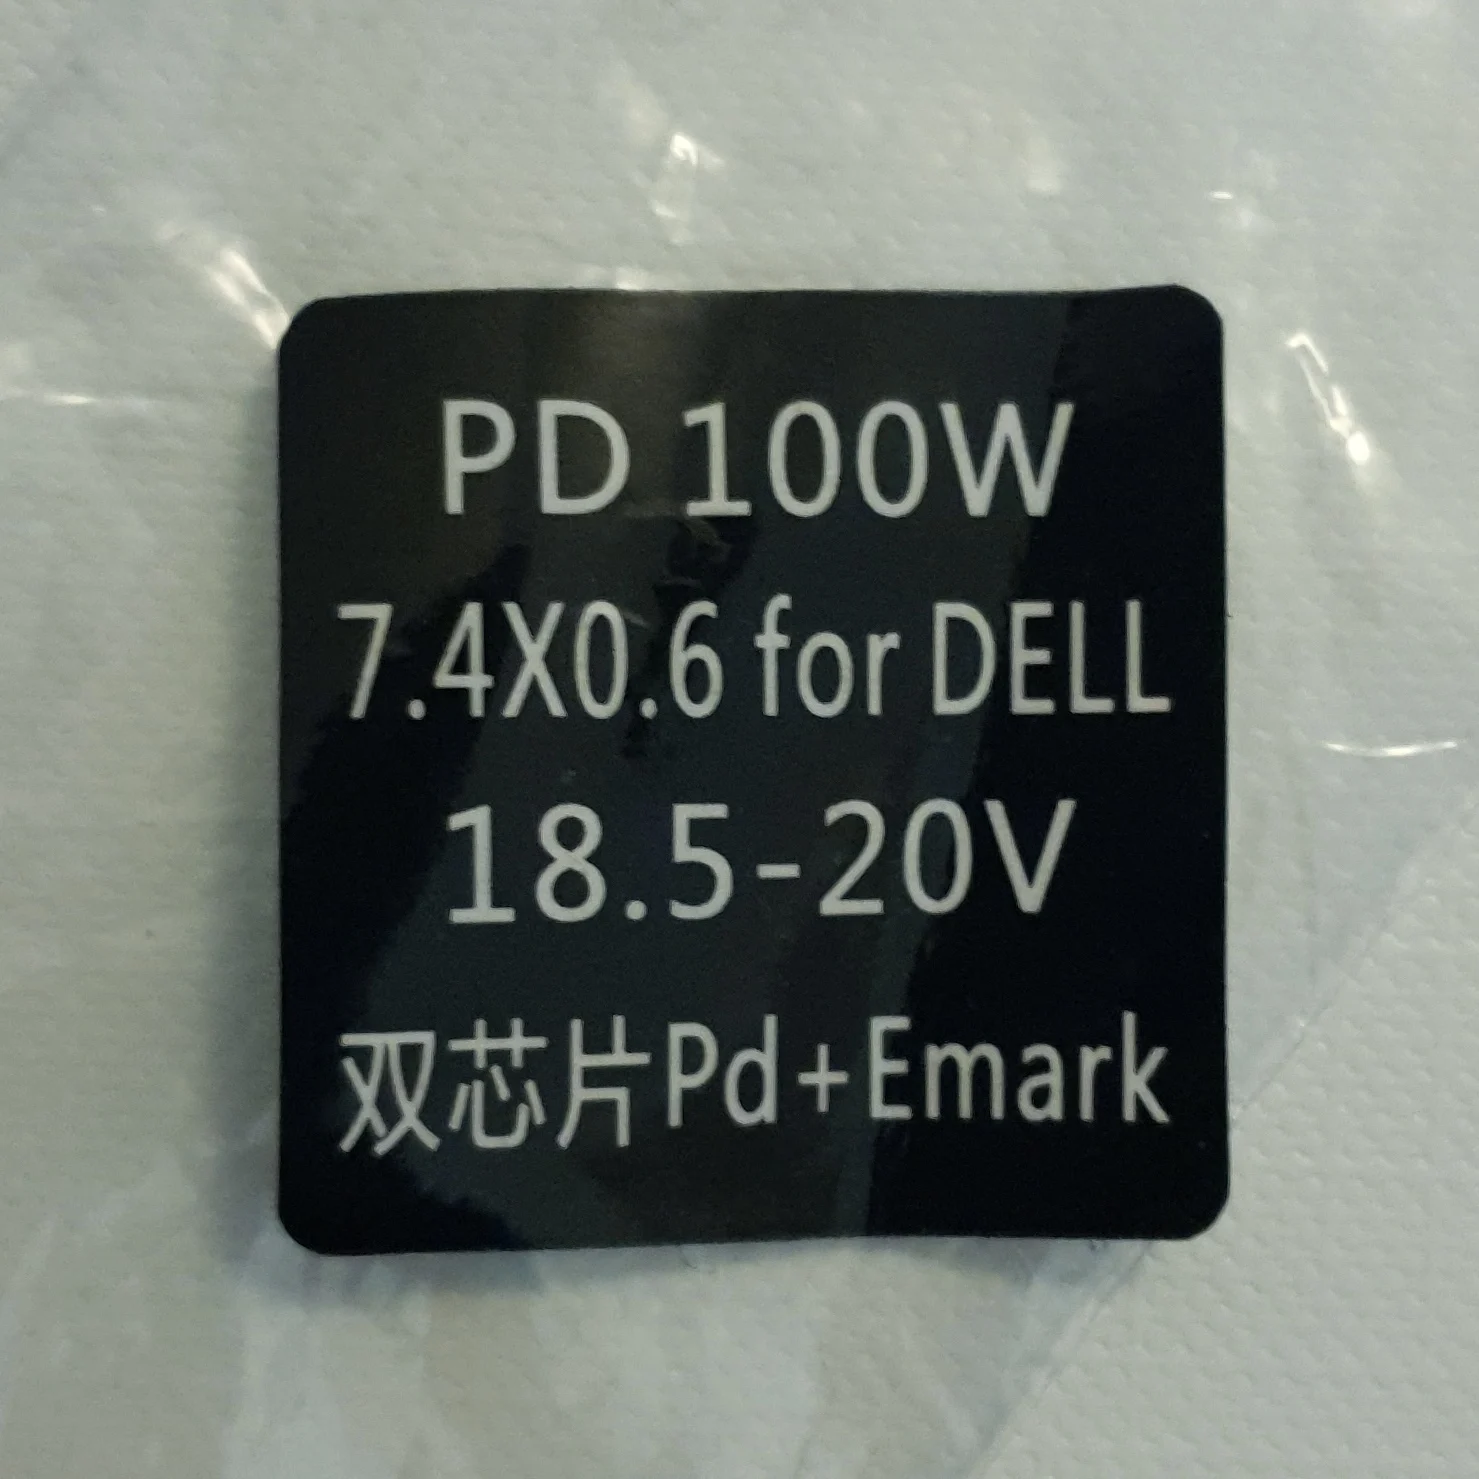 PD 100W
7.4X0.6 for DELL
18.5-20V
双芯片Pd+Emark